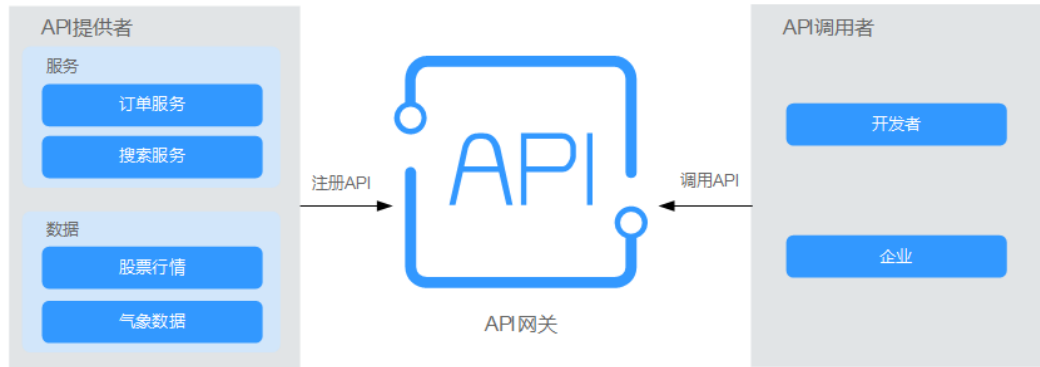 API提供者
服务
订单服务
搜索服务
数据
股票行情
气象数据
注册API
API
API网关
调用API
API调用者
开发者
企业